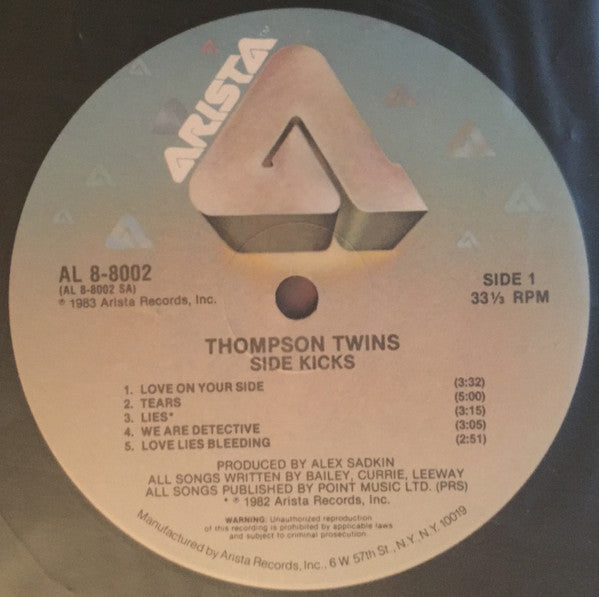 ARISTA
AL 8-8002
(AL 8-8002 SA)
℗ 1983 Arista Records, Inc.
SIDE 1
33⅓ RPM
THOMPSON TWINS
SIDE KICKS
1. LOVE ON YOUR SIDE (3:32)
2. TEARS (5:00)
3. LIES* (3:15)
4. WE ARE DETECTIVE (3:05)
5. LOVE LIES BLEEDING (2:51)
PRODUCED BY ALEX SADKIN
ALL SONGS WRITTEN BY BAILEY, CURRIE, LEEWAY
ALL SONGS PUBLISHED BY POINT MUSIC LTD. (PRS)
* ℗ 1982 Arista Records, Inc.
WARNING: Unauthorized reproduction
of this recording is prohibited by applicable laws
and subject to criminal prosecution.
Manufactured by Arista Records, Inc., 6 W. 57th St., N.Y., N.Y. 10019